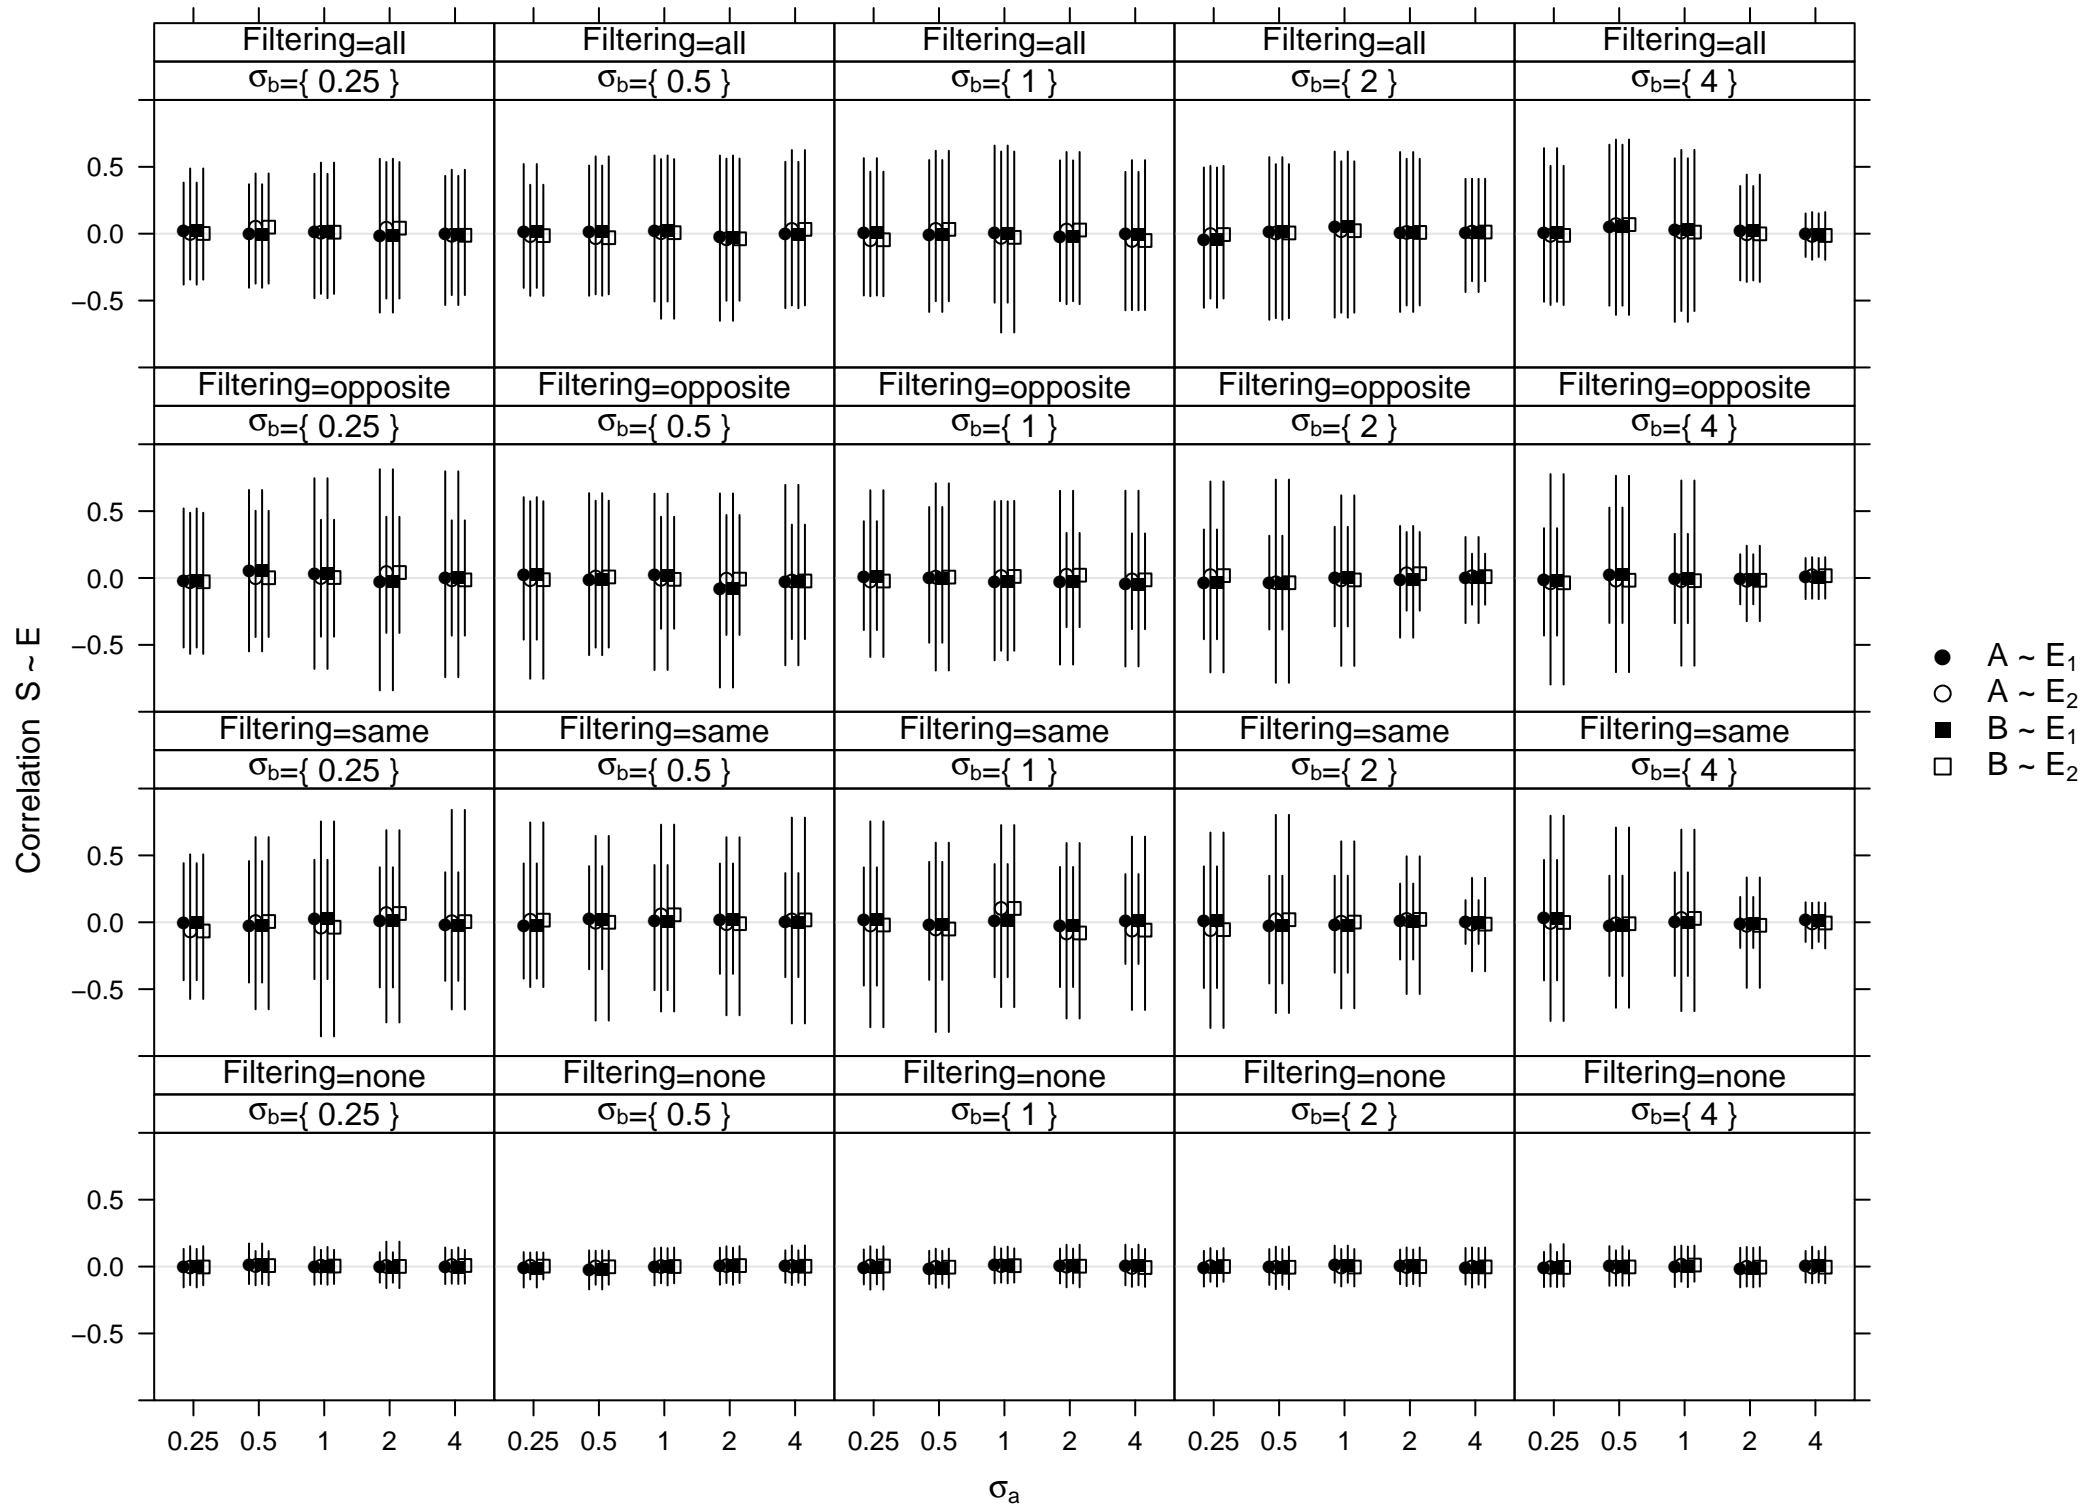 Filtering=all Filtering=all Filtering=all Filtering=all Filtering=all
σb={ 0.25 } σb={ 0.5 } σb={ 1 } σb={ 2 } σb={ 4 }
0.5
0.0
−0.5
Filtering=opposite Filtering=opposite Filtering=opposite Filtering=opposite Filtering=opposite
σb={ 0.25 } σb={ 0.5 } σb={ 1 } σb={ 2 } σb={ 4 }
0.5
0.0
−0.5
Filtering=same Filtering=same Filtering=same Filtering=same Filtering=same
σb={ 0.25 } σb={ 0.5 } σb={ 1 } σb={ 2 } σb={ 4 }
0.5
0.0
−0.5
Filtering=none Filtering=none Filtering=none Filtering=none Filtering=none
σb={ 0.25 } σb={ 0.5 } σb={ 1 } σb={ 2 } σb={ 4 }
0.5
0.0
−0.5
0.25 0.5 1 2 4 0.25 0.5 1 2 4 0.25 0.5 1 2 4 0.25 0.5 1 2 4 0.25 0.5 1 2 4
σa
Correlation S ~ E
A ~ E1
A ~ E2
B ~ E1
B ~ E2